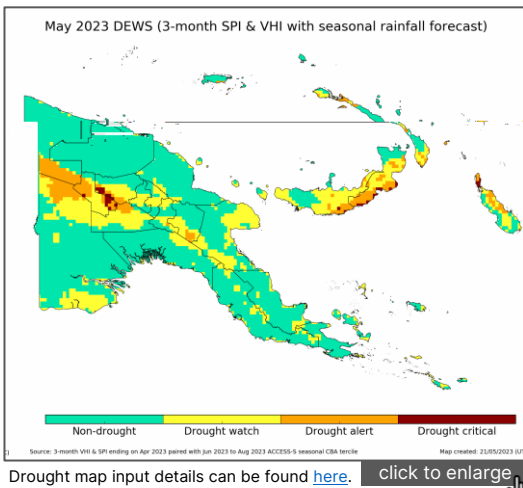 May 2023 DEWS (3-month SPI & VHI with seasonal rainfall forecast)
Non-drought Drought watch Drought alert Drought critical
Source: 3-month VHI & SPI ending on Apr 2023 paired with Jun 2023 to Aug 2023 ACCESS-S seasonal CBA tercile Map created: 21/05/2023 (UT
Drought map input details can be found here. click to enlarge